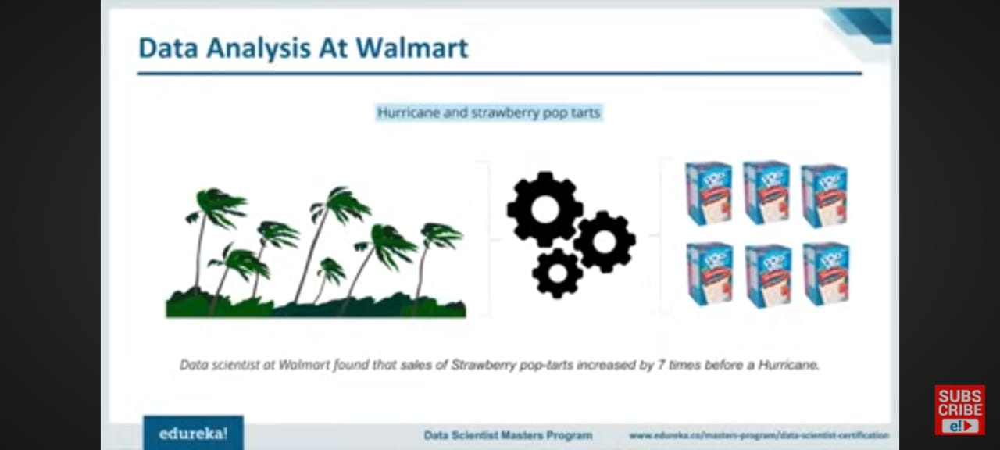 Data Analysis At Walmart
Hurricane and strawberry pop tarts
Data scientist at Walmart found that sales of Strawberry pop-tarts increased by 7 times before a Hurricane.
edureka!
Data Scientist Masters Program
www.edureka.co/masters-program/data-scientist-certification
SUBS
CRIBE
e!